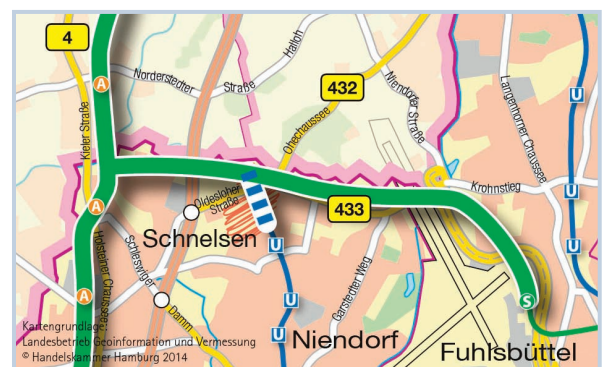 4
Halloh
A
Norderstedter
Straße
432
Niendorfer
Straße
Langenhorner Chaussee
U
Kieler Straße
Ohechaussee
Krohnstieg
Oldesloher
Straße
433
A
Schnelsen
U
U
Holsteiner Chaussee
Schleswiger
Damm
Garstedter Weg
A
S
U
U
Niendorf
Fuhlsbüttel
Kartengrundlage:
Landesbetrieb Geoinformation und Vermessung
© Handelskammer Hamburg 2014